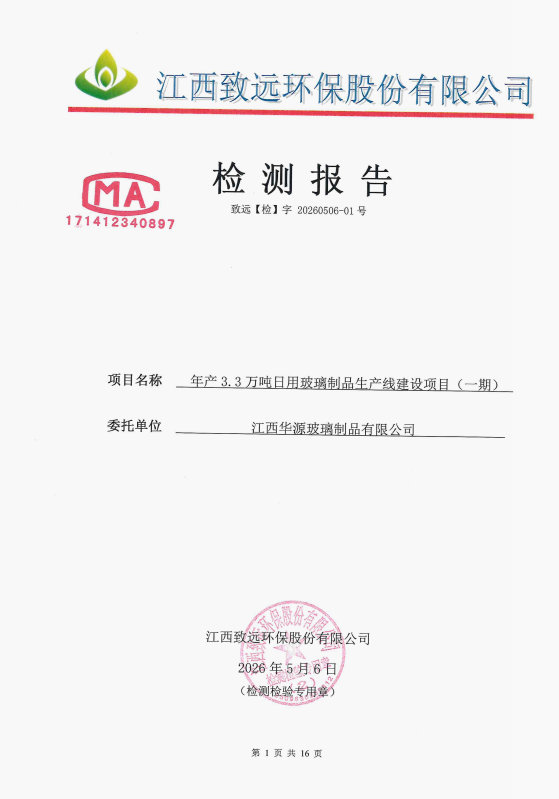 江西致远环保股份有限公司
检测报告
致远【检】字 20260506-01 号
MA
171412340897
项目名称 年产 3.3 万吨日用玻璃制品生产线建设项目（一期）
委托单位 江西华源玻璃制品有限公司
江西致远环保股份有限公司
2026 年 5 月 6 日
（检测检验专用章）
第 1 页 共 16 页